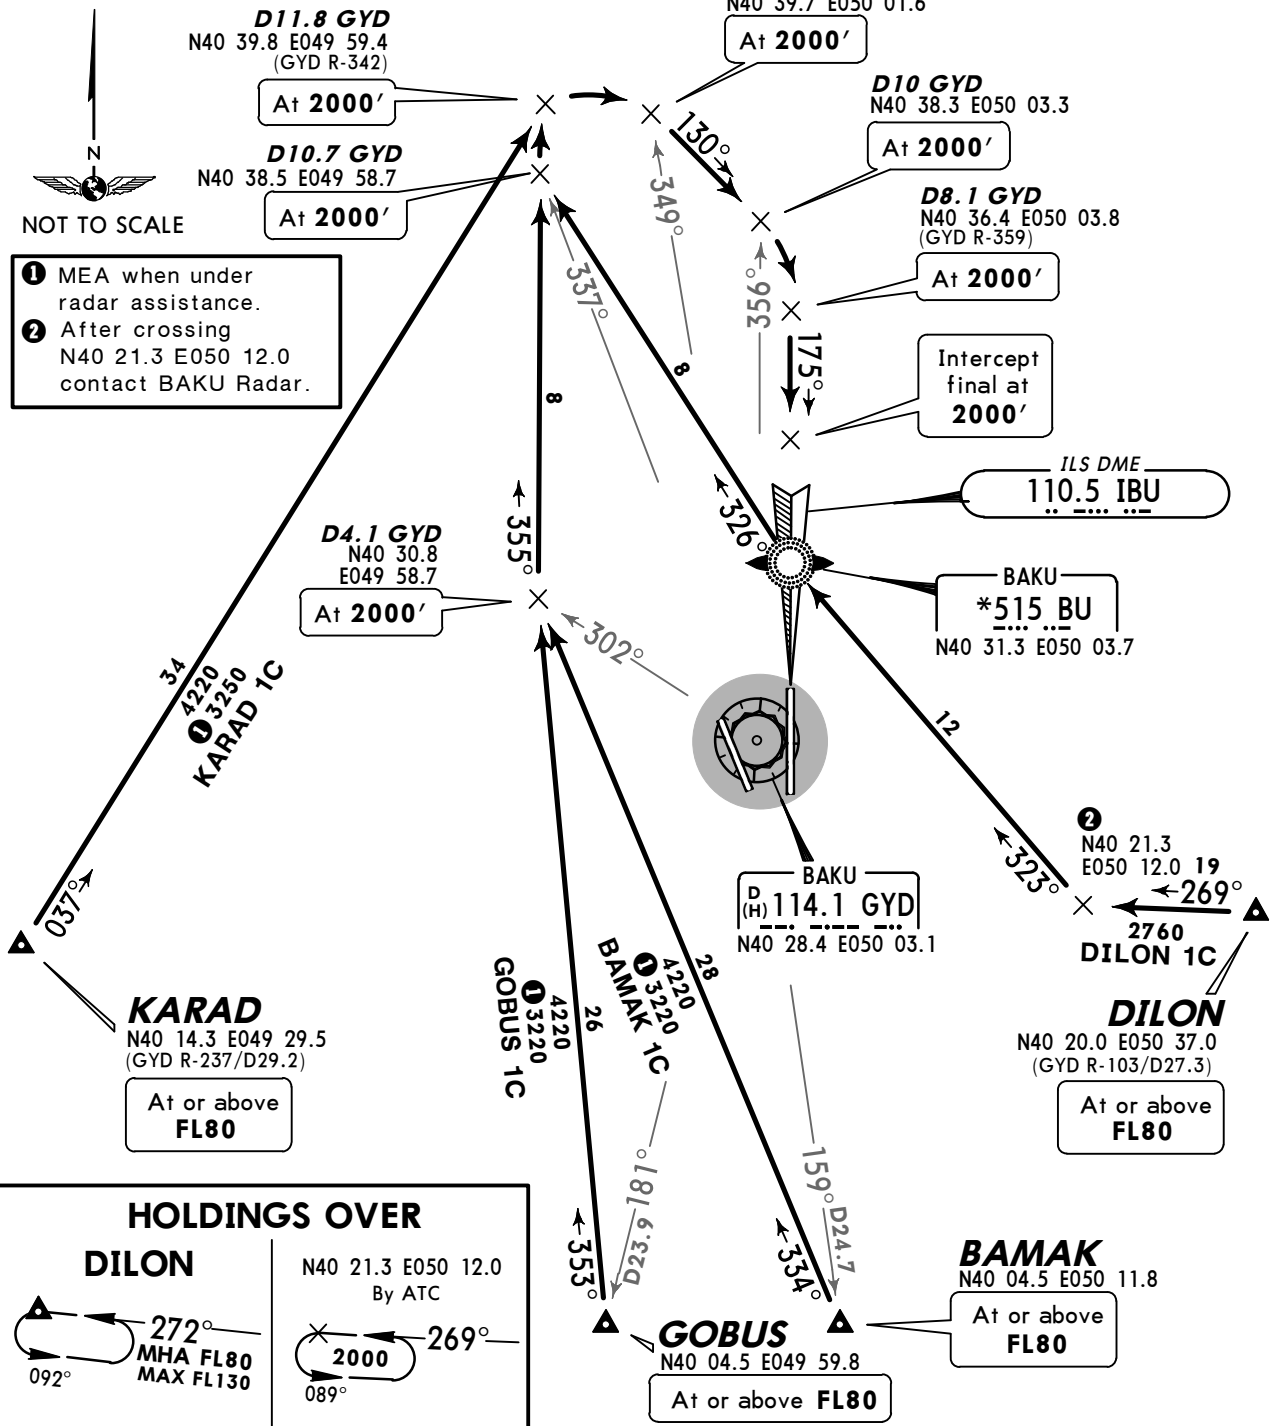 N40 39.7 E050 01.6
At 2000'
D11.8 GYD
N40 39.8 E049 59.4
(GYD R-342)
At 2000'
D10 GYD
N40 38.3 E050 03.3
At 2000'
D10.7 GYD
N40 38.5 E049 58.7
At 2000'
D8.1 GYD
N40 36.4 E050 03.8
(GYD R-359)
At 2000'
N
NOT TO SCALE
1 MEA when under
radar assistance.
2 After crossing
N40 21.3 E050 12.0
contact BAKU Radar.
130°
349°
337°
356°
175°
Intercept
final at
2000'
8
8
ILS DME
110.5 IBU
326°
355°
D4.1 GYD
N40 30.8
E049 58.7
At 2000'
BAKU
*515 BU
N40 31.3 E050 03.7
302°
34
4220
1 3250
KARAD 1C
037°
12
2
N40 21.3
E050 12.0
19
323°
269°
2760
DILON 1C
BAKU
D
(H) 114.1 GYD
N40 28.4 E050 03.1
KARAD
N40 14.3 E049 29.5
(GYD R-237/D29.2)
At or above
FL80
26
4220
1 3220
GOBUS 1C
28
4220
1 3220
BAMAK 1C
DILON
N40 20.0 E050 37.0
(GYD R-103/D27.3)
At or above
FL80
353°
D23.9 181°
334°
159° D24.7
GOBUS
N40 04.5 E049 59.8
At or above FL80
BAMAK
N40 04.5 E050 11.8
At or above
FL80
HOLDINGS OVER
DILON
272°
MHA FL80
MAX FL130
092°
N40 21.3 E050 12.0
By ATC
269°
2000
089°